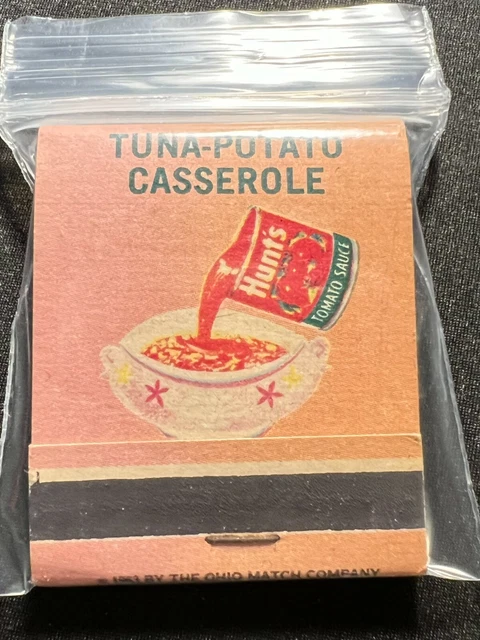 TUNA-POTATO
CASSEROLE
Hunt's
TOMATO SAUCE
BY THE OHIO MATCH COMPANY